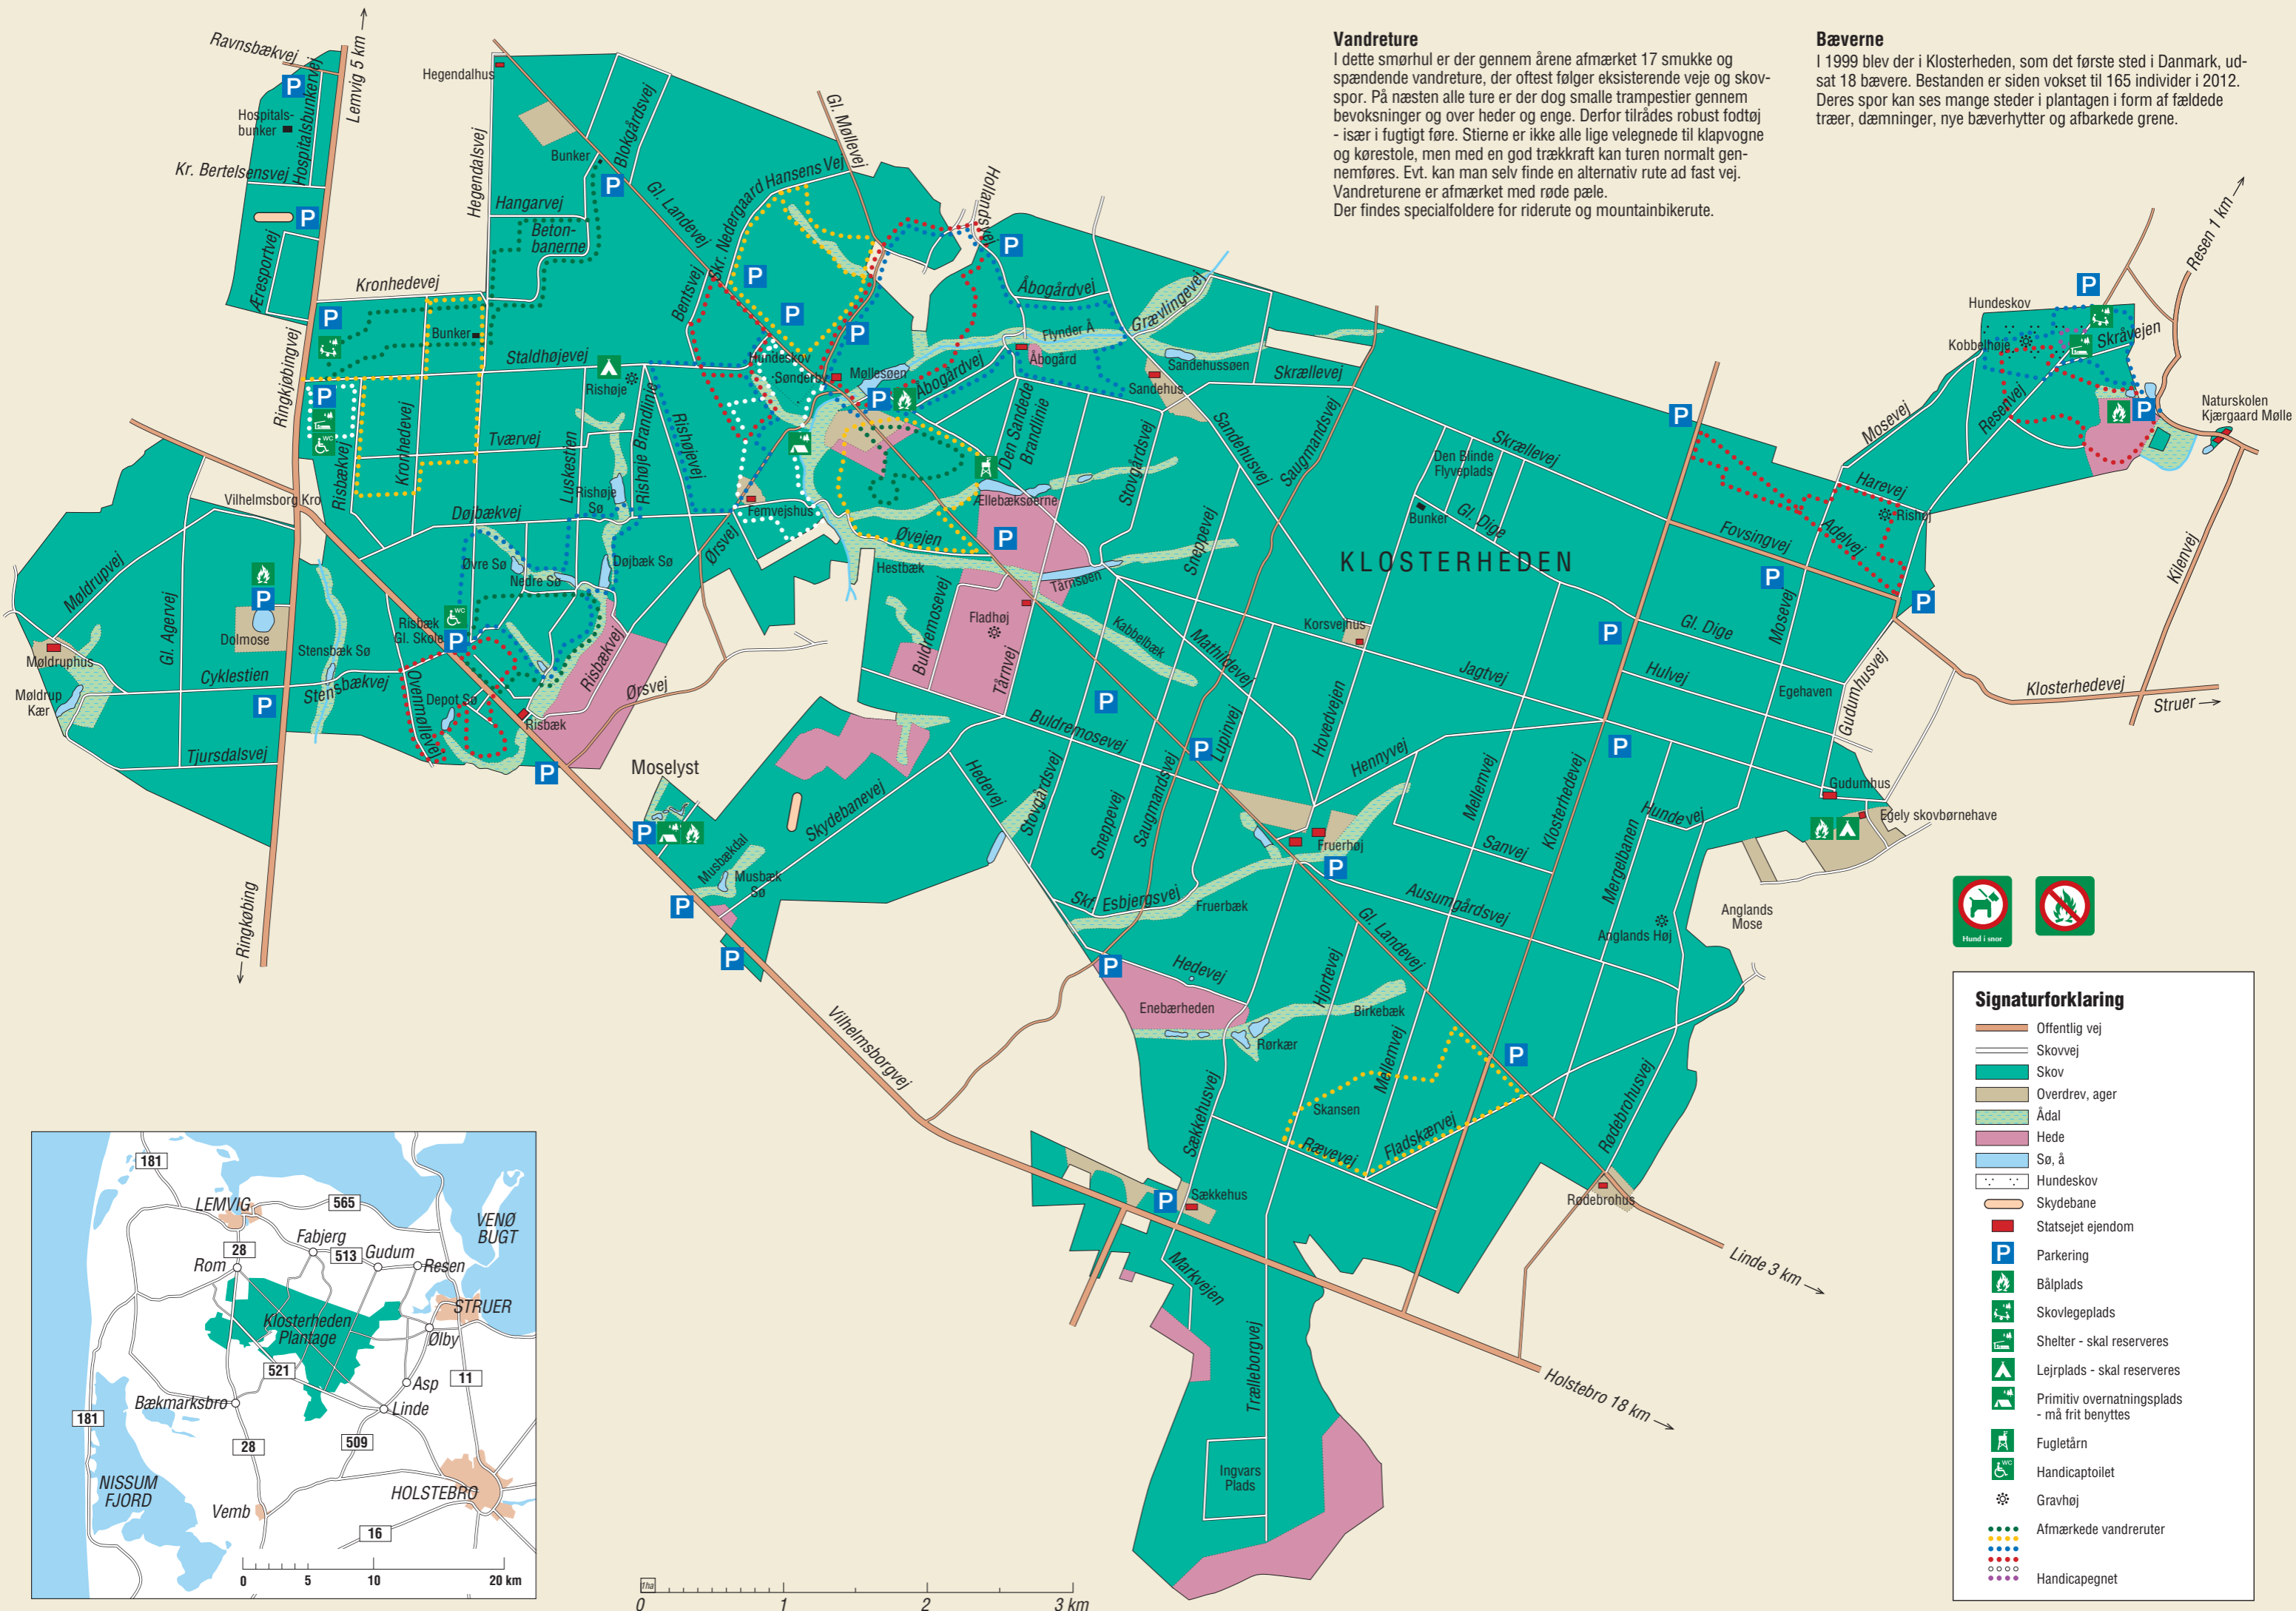 Vandreture
I dette smørhul er der gennem årene afmærket 17 smukke og
spændende vandreture, der oftest følger eksisterende veje og skov-
spor. På næsten alle ture er der dog smalle trampestier gennem
bevoksninger og over heder og enge. Derfor tilrådes robust fodtøj
- især i fugtigt føre. Stierne er ikke alle lige velegnede til klapvogne
og kørestole, men med en god trækkraft kan turen normalt gen-
nemføres. Evt. kan man selv finde en alternativ rute ad fast vej.
Vandreturene er afmærket med røde pæle.
Der findes specialfoldere for riderute og mountainbikerute.
Bæverne
I 1999 blev der i Klosterheden, som det første sted i Danmark, ud-
sat 18 bævere. Bestanden er siden vokset til 165 individer i 2012.
Deres spor kan ses mange steder i plantagen i form af fældede
træer, dæmninger, nye bæverhytter og afbarkede grene.
Ravnsbækvej
Lemvig 5 km
Hospitals-
bunker
Hospitalsbunkervej
Kr. Bertelsensvej
Æresportvej
Ringkjøbingvej
Kronhedevej
Hegendalhus
Hegendalsvej
Bunker
Blokgårdsvej
Hangarvej
Beton-
banerne
Gl. Landevej
Skr. Nedergaard Hansens Vej
Gl. Møllevej
Hollandsvej
P
P
P
P
P
P
P
P
Bentsvej
Bunker
Staldhøjevej
Rishøje
Hundeskov
Sønderby
Møllesøen
Åbogårdvej
Åbogårdvej
Flynder Å
Åbogård
Grævlingevej
Sandehussøen
Sandehus
Skrællevej
P
P
P
WC
Risbækvej
Kronhedevej
Tværvej
Luskestien
Rishøje Brandlinie
Rishøjevej
Rishøje
Sø
Den Sandede
Brandlinie
Stovgårdsvej
Sandehusvej
Saugmandsvej
Vilhelmsborg Kro
Døjbækvej
Femvejshus
Ørsvej
Øvejen
Ællebæksøerne
P
Sneppevej
Den Blinde
Flyveplads
Bunker
Gl. Dige
Skrællevej
KLOSTERHEDEN
P
Fovsingvej
Adelvej
Harevej
Rishøj
Mosevej
Resenvej
Kobbelhøje
Hundeskov
Skråvejen
P
P
Resen 1 km
Naturskolen
Kjærgaard Mølle
Kilenvej
P
P
Møldrupvej
Gl. Agervej
P
Dolmose
Møldruphus
Møldrup
Kær
Cyklestien
Tjursdalsvej
P
Stensbæk Sø
Stensbækvej
Øvre Sø
Nedre Sø
Døjbæk Sø
WC
Risbæk
Gl. Skole
P
Ovenmøllevej
Depot Sø
Risbæk
Risbækvej
Ørsvej
P
Hestbæk
Tårnsøen
Fladhøj
Buldremosevej
Tårnvej
Kabbelbæk
Mathildevej
Korsvejhus
Jagtvej
P
Gl. Dige
Mosevej
Hulvej
Egehaven
Gudumhusvej
Klosterhedevej
Struer
P
Buldremosevej
P
Lupinvej
Hovedvejen
Hennyvej
Mellemvej
Klosterhedevej
P
Gudumhus
Egely skovbørnehave
Hundevej
Mergelbanen
Sanvej
Anglands
Mose
Anglands Høj
Moselyst
P
Musbækdal
Musbæk
Sø
Skydebanevej
P
P
Hedevej
Stovgårdsvej
Sneppevej
Saugmandsvej
Fruerhøj
P
Skf. Esbjergsvej
Fruerbæk
Ausumgårdsvej
Gl. Landevej
P
Hedevej
Enebærheden
Rørkær
Birkebæk
Hjortevej
Mellemvej
P
Skansen
Sækkehusvej
Rævevej
Fladskærvej
Rødebrohusvej
Rødebrohus
Vilhelmsborgvej
P
Sækkehus
Markvejen
Trælleborgvej
Ingvars
Plads
Linde 3 km
Holstebro 18 km
Ringkøbing
Hund i snor
Signaturforklaring
Offentlig vej
Skovvej
Skov
Overdrev, ager
Ådal
Hede
Sø, å
Hundeskov
Skydebane
Statsejet ejendom
P Parkering
Bålplads
Skovlegeplads
Shelter - skal reserveres
Lejrplads - skal reserveres
Primitiv overnatningsplads
- må frit benyttes
Fugletårn
WC Handicaptoilet
Gravhøj
Afmærkede vandreruter
Handicapegnet
181
LEMVIG
565
VENØ
BUGT
Fabjerg
28
513
Gudum
Rom
Resen
STRUER
Klosterheden
Plantage
Ølby
521
11
Asp
Bækmarksbro
Linde
181
28
509
NISSUM
FJORD
HOLSTEBRO
Vemb
16
0 5 10 20 km
1ha
0 1 2 3 km